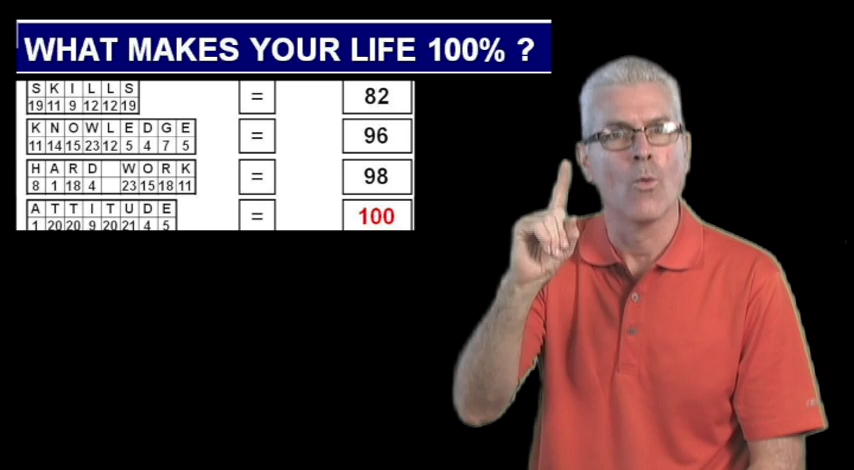 WHAT MAKES YOUR LIFE 100% ?
S K I L L S
19 11 9 12 12 19 = 82
K N O W L E D G E
11 14 15 23 12 5 4 7 5 = 96
H A R D W O R K
8 1 18 4 23 15 18 11 = 98
A T T I T U D E
1 20 20 9 20 21 4 5 = 100